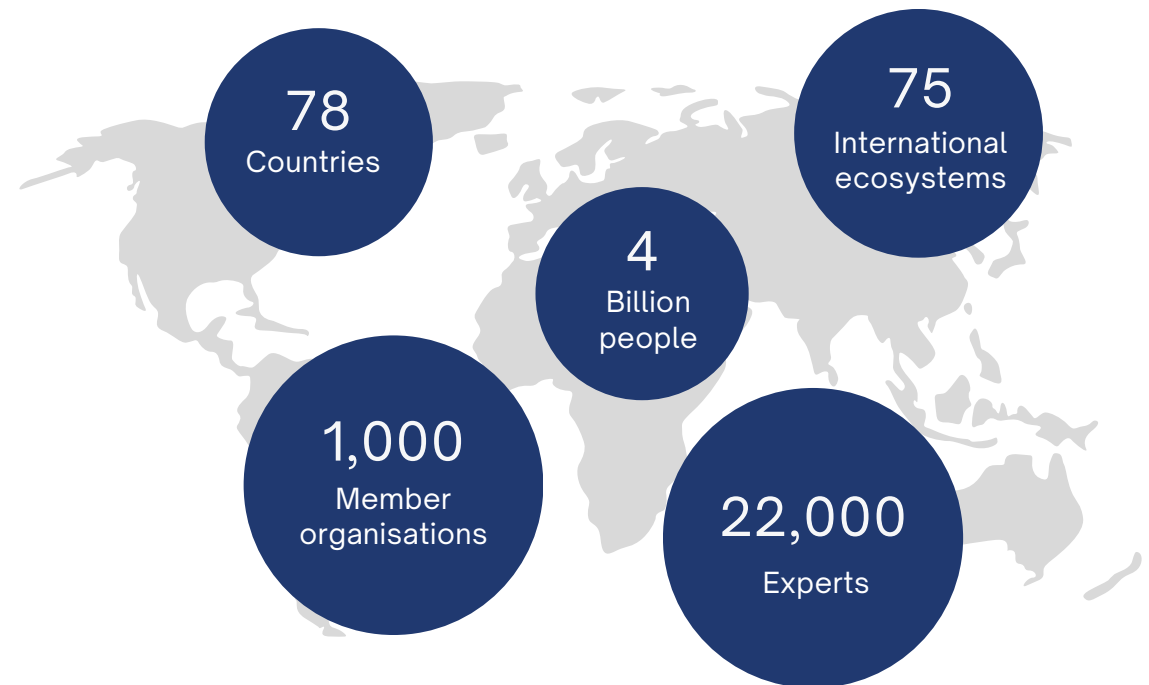 78
Countries
75
International
ecosystems
4
Billion
people
1,000
Member
organisations
22,000
Experts